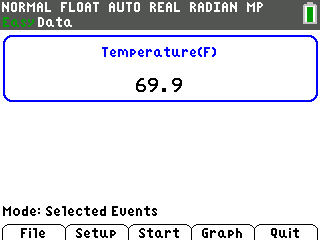 NORMAL FLOAT AUTO REAL RADIAN MP
EasyData
Temperature(F)
69.9
Mode: Selected Events
File Setup Start Graph Quit